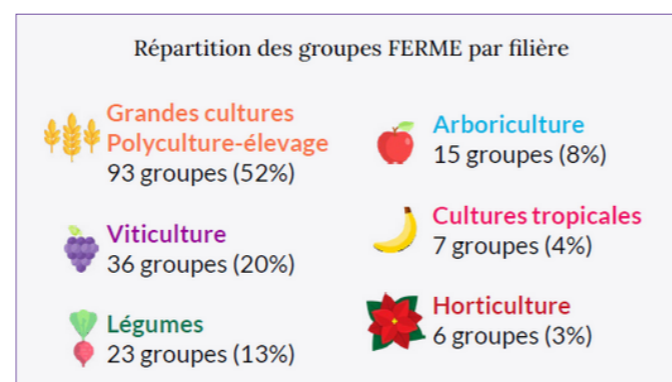 Répartition des groupes FERME par filière
Grandes cultures
Polyculture-élevage
93 groupes (52%)
Viticulture
36 groupes (20%)
Légumes
23 groupes (13%)
Arboriculture
15 groupes (8%)
Cultures tropicales
7 groupes (4%)
Horticulture
6 groupes (3%)